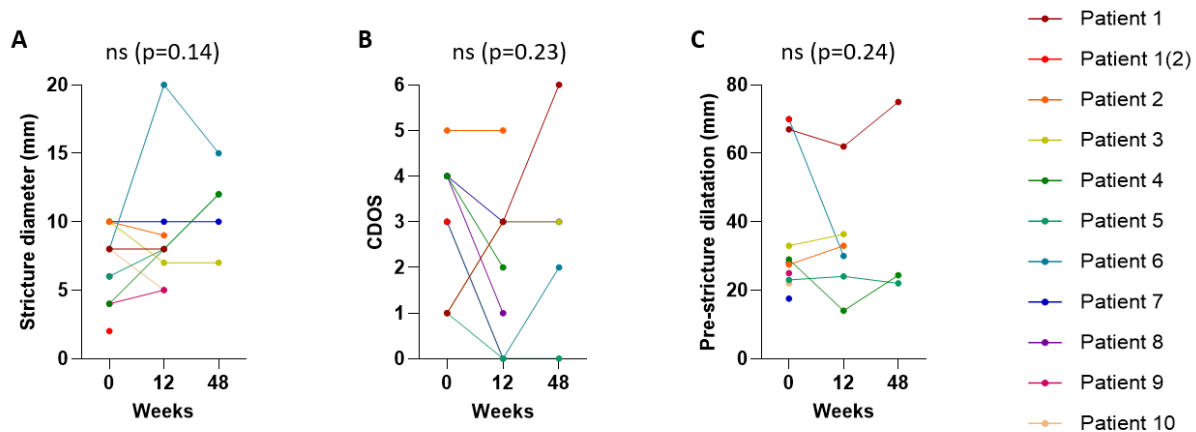 A
ns (p=0.14)
Stricture diameter (mm)
20
15
10
5
0
0 12 48
Weeks
B
ns (p=0.23)
CDOS
6
5
4
3
2
1
0
0 12 48
Weeks
C
ns (p=0.24)
Pre-stricture dilatation (mm)
80
60
40
20
0
0 12 48
Weeks
Patient 1
Patient 1(2)
Patient 2
Patient 3
Patient 4
Patient 5
Patient 6
Patient 7
Patient 8
Patient 9
Patient 10